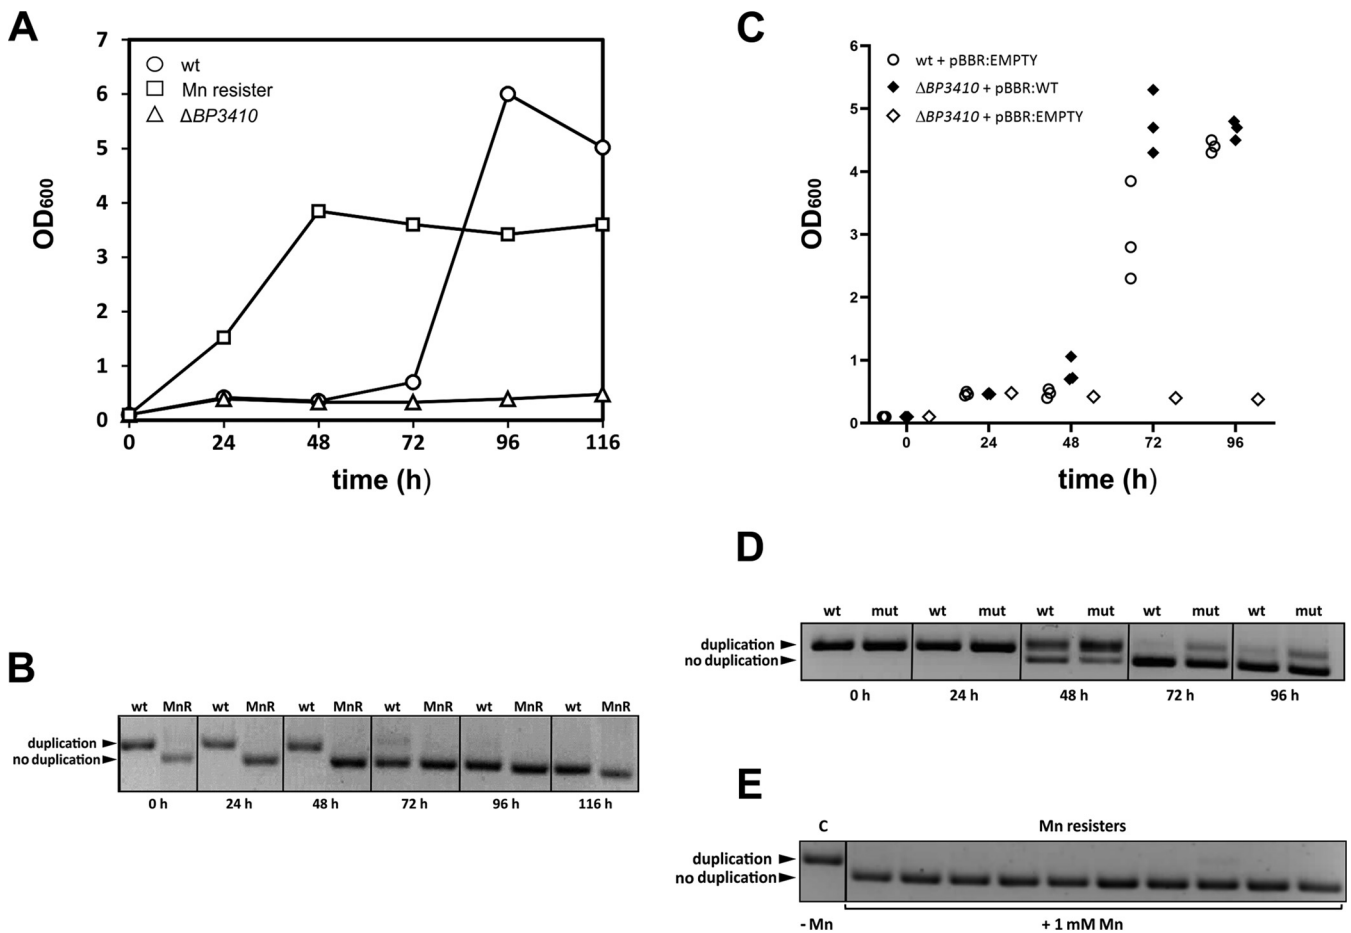 A
7
6
5
4
3
2
1
0
OD600
wt
Mn resister
ΔBP3410
0 24 48 72 96 116
time (h)
C
6
5
4
3
2
1
0
OD600
wt + pBBR:EMPTY
ΔBP3410 + pBBR:WT
ΔBP3410 + pBBR:EMPTY
0 24 48 72 96
time (h)
B
wt MnR wt MnR wt MnR wt MnR wt MnR wt MnR
duplication
no duplication
0 h 24 h 48 h 72 h 96 h 116 h
D
wt mut wt mut wt mut wt mut wt mut
duplication
no duplication
0 h 24 h 48 h 72 h 96 h
E
C Mn resisters
duplication
no duplication
- Mn + 1 mM Mn